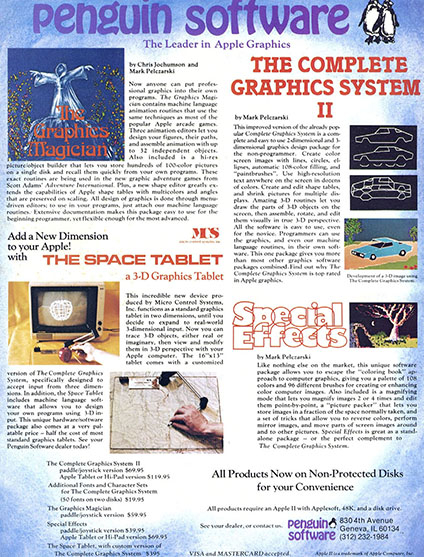 penguin software
The Leader in Apple Graphics
by Chris Jochumson and
Mark Pelczarski
Now anyone can put profes-
sional graphics into their own
programs. The Graphics Magi-
cian contains machine language
animation routines that use the
same techniques as most of the
popular Apple arcade games.
Three animation editors let you
design your figures, their paths,
and assemble animation with up
to 32 independent objects.
Also included is a hi-res
The
Graphics
Magician
picture/object builder that lets you store hundreds of 108-color pictures
on a single disk and recall them quickly from your own programs. These
exact routines are being used in the new graphic adventure games from
Scott Adams' Adventure International. Plus, a new shape editor greatly ex-
tends the capabilities of Apple shape tables with multicolors and angles
that are preserved on scaling. All design of graphics is done through menu-
driven editors; to use in your programs, just attach our machine language
routines. Extensive documentation makes this package easy to use for the
beginning programmer, yet flexible enough for the most advanced.
THE COMPLETE
GRAPHICS SYSTEM
II
by Mark Pelczarski
This improved version of the already pop-
ular Complete Graphics System is a com-
plete and easy to use 2-dimensional and 3-
dimensional graphics design package for
the non-programmer. Create color
screen images with lines, circles, el-
lipses, automatic 108-color filling, and
"paintbrushes". Use high-resolution
text anywhere on the screen in dozens
of colors. Create and edit shape tables,
and shrink pictures for multiple dis-
plays. Amazing 3-D routines let you
draw the parts of 3-D objects on the
screen, then assemble, rotate, and edit
them visually in true 3-D perspective.
All the software is easy to use, even
for the novice. Programmers can use
the graphics, and even our machine
language routines, in their own soft-
ware. This one package gives you more
than most other graphics software
packages combined. Find out why The
Complete Graphics System is top rated
in Apple graphics.
Development of a 3-D image using
The Complete Graphics System.
Add a New Dimension
to your Apple!
with THE SPACE TABLET
a 3-D Graphics Tablet
This incredible new device pro-
duced by Micro Control Systems,
Inc. functions as a standard graphics
tablet in two dimensions, until you
decide to expand to real-world
3-dimensional input. Now you can
trace 3-D objects, either real or
imaginary, then view and modify
them in 3-D perspective with your
Apple computer. The 16"x13"
tablet comes with a customized
version of The Complete Graphics
System, specifically designed to
accept input from three dimen-
sions. In addition, the Space Tablet
includes machine language soft-
ware that allows you to design
your own programs using 3-D in-
put. This unique hardware/software
package also comes at a very pal-
atable price – half the cost of most
standard graphics tablets. See your
Penguin Software dealer today!
Special
Effects
by Mark Pelczarski
Like nothing else on the market, this unique software
package allows you to escape the "coloring book" ap-
proach to computer graphics, giving you a palette of 108
colors and 96 different brushes for creating or enhancing
color computer images. Also included is a magnifying
mode that lets you magnify images 2 or 4 times and edit
them point-by-point, a "picture packer" that lets you
store images in a fraction of the space normally taken, and
a set of tricks that allow you to reverse colors, perform
mirror images, and move parts of screen images around
and to other pictures. Special Effects is great as a stand-
alone package – or the perfect complement to
The Complete Graphics System.
The Complete Graphics System II
paddle/joystick version $69.95
Apple Tablet or Hi-Pad version $119.95
Additional Fonts and Character Sets
for The Complete Graphics System
(50 fonts on two disks) $19.95
The Graphics Magician
paddle/joystick version $59.95
Special Effects
paddle/joystick version $39.95
Apple Tablet or Hi-Pad version $69.95
The Space Tablet, with custom version of
The Complete Graphics System $395
All Products Now on Non-Protected Disks
for your Convenience
All products require an Apple II with Applesoft, 48K, and a disk drive.
See your dealer, or contact us:
penguin software
830 4th Avenue
Geneva, IL 60134
(312) 232-1984
VISA and MASTERCARD accepted
Apple II is a trademark of Apple Computer, Inc.